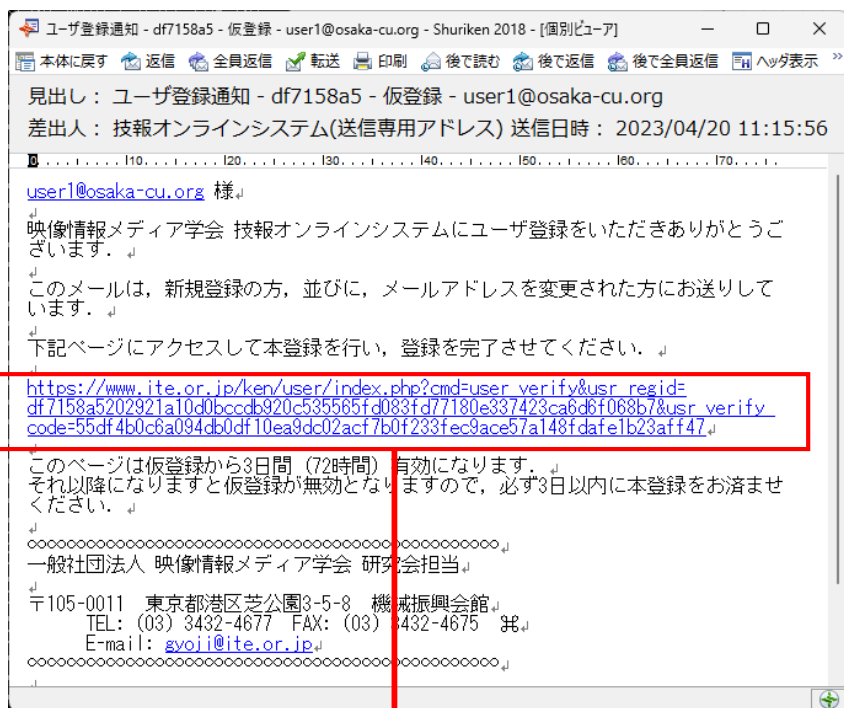 ユーザ登録通知 - df7158a5 - 仮登録 - user1@osaka-cu.org - Shuriken 2018 - [個別ビューア]
本体に戻す 返信 全員返信 転送 印刷 後で読む 後で返信 後で全員返信 ヘッダ表示 »
見出し： ユーザ登録通知 - df7158a5 - 仮登録 - user1@osaka-cu.org
差出人： 技報オンラインシステム(送信専用アドレス) 送信日時： 2023/04/20 11:15:56
0 10 20 30 40 50 60 70
user1@osaka-cu.org 様
映像情報メディア学会 技報オンラインシステムにユーザ登録をいただきありがとうご
ざいます．
このメールは，新規登録の方，並びに，メールアドレスを変更された方にお送りして
います．
下記ページにアクセスして本登録を行い，登録を完了させてください．
https://www.ite.or.jp/ken/user/index.php?cmd=user_verify&usr_regid=
df7158a5202921a10d0bccdb920c535565fd083fd77180e337423ca6d6f068b7&usr_verify_
code=55df4b0c6a094db0df10ea9dc02acf7b0f233fec9ace57a148fdafe1b23aff47
このページは仮登録から3日間（72時間）有効になります．
それ以降になりますと仮登録が無効となりますので，必ず3日以内に本登録をお済ませ
ください．
∞∞∞∞∞∞∞∞∞∞∞∞∞∞∞∞∞∞∞∞∞∞∞∞∞∞∞∞∞
一般社団法人 映像情報メディア学会 研究会担当
〒105-0011 東京都港区芝公園3-5-8 機械振興会館
TEL: (03) 3432-4677 FAX: (03) 3432-4675 ⌘
E-mail: gyoji@ite.or.jp
∞∞∞∞∞∞∞∞∞∞∞∞∞∞∞∞∞∞∞∞∞∞∞∞∞∞∞∞∞